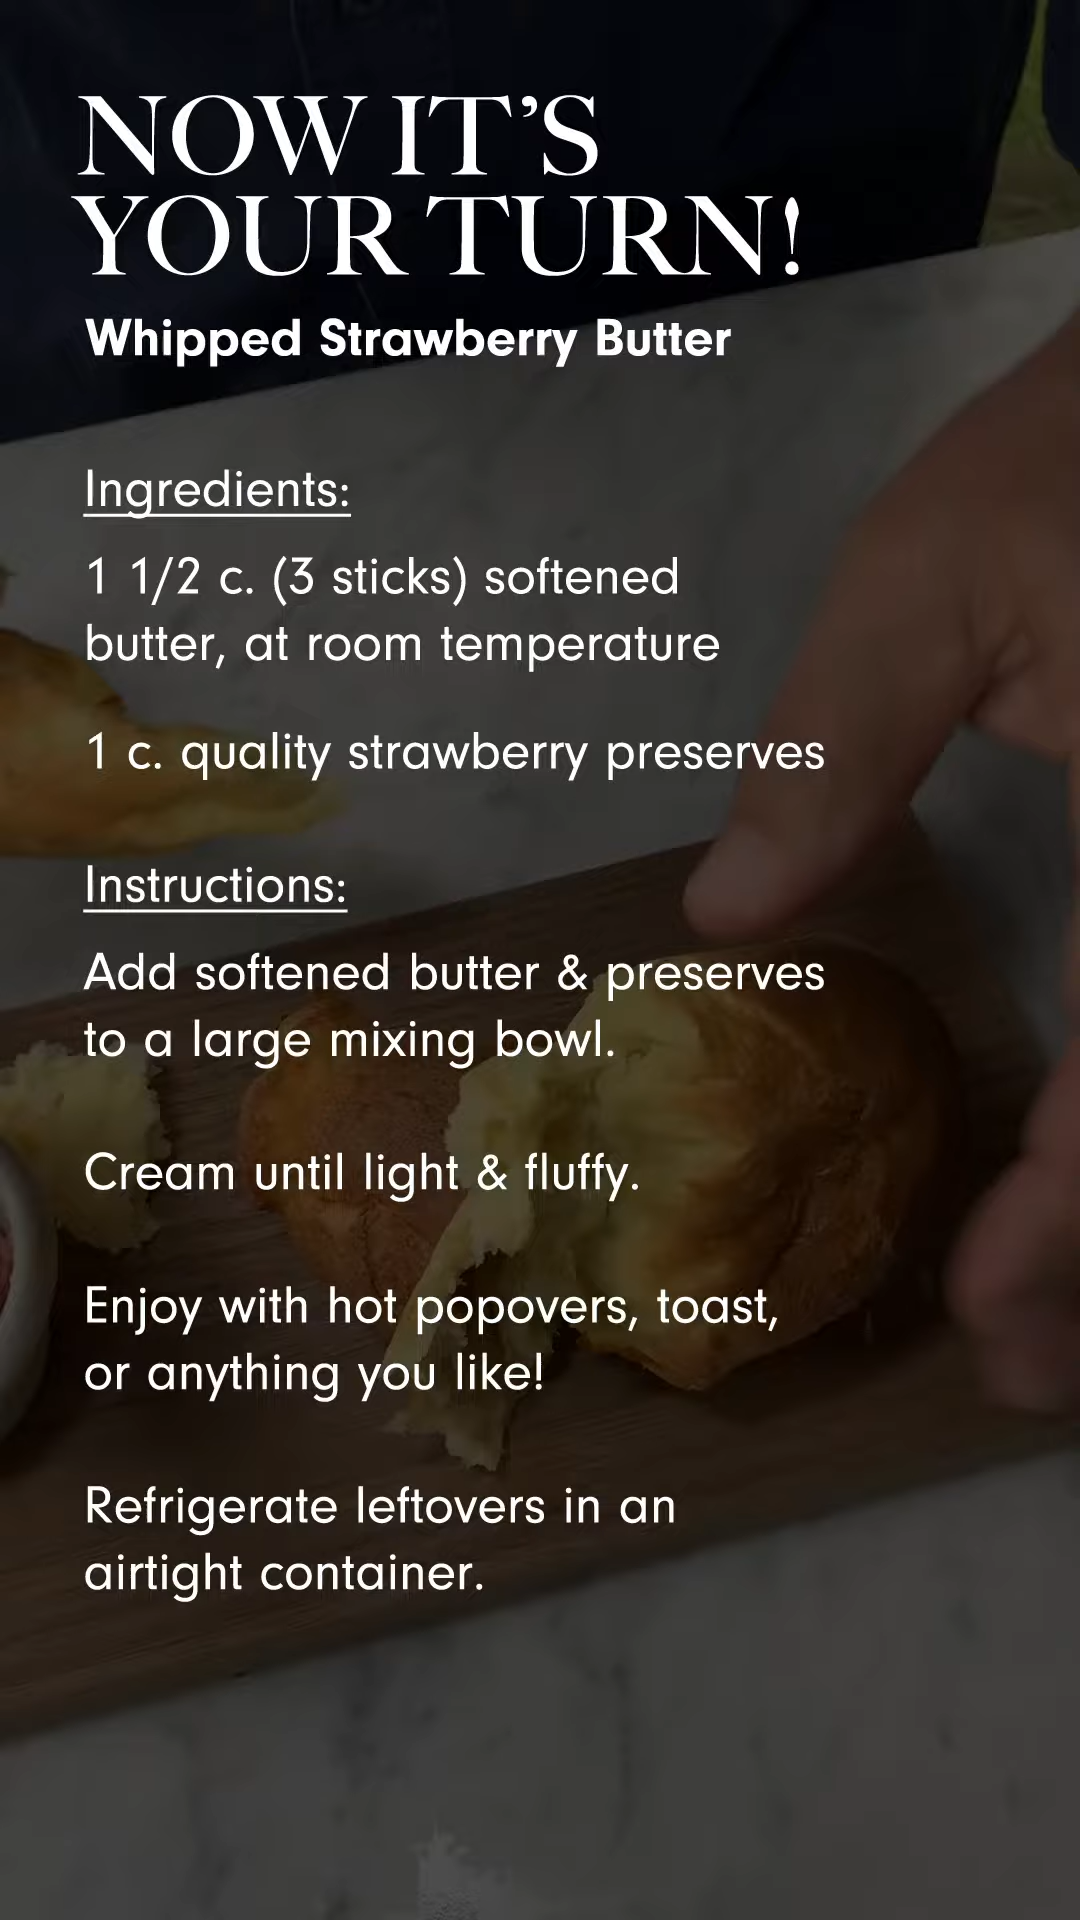 NOW IT'S
YOUR TURN!
Whipped Strawberry Butter
Ingredients:
1 1/2 c. (3 sticks) softened
butter, at room temperature
1 c. quality strawberry preserves
Instructions:
Add softened butter & preserves
to a large mixing bowl.
Cream until light & fluffy.
Enjoy with hot popovers, toast,
or anything you like!
Refrigerate leftovers in an
airtight container.